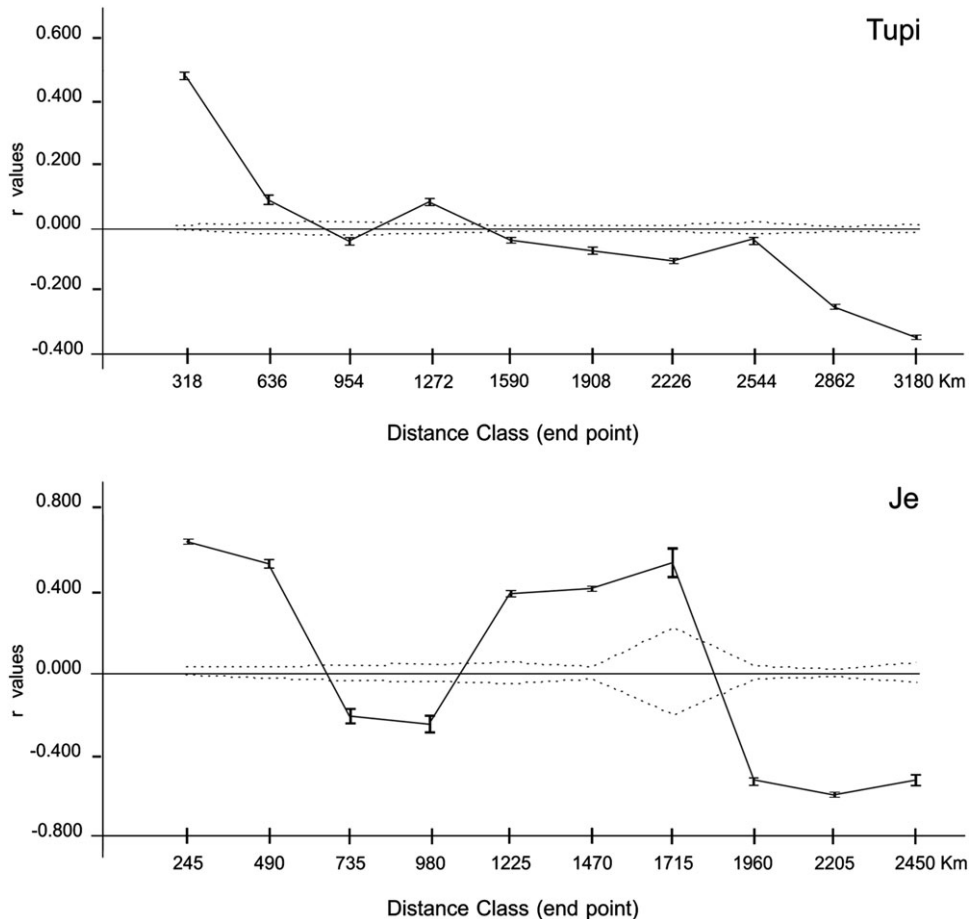 Tupi
0.600
0.400
0.200
0.000
-0.200
-0.400
r values
318 636 954 1272 1590 1908 2226 2544 2862 3180 Km
Distance Class (end point)
Je
0.800
0.400
0.000
-0.400
-0.800
r values
245 490 735 980 1225 1470 1715 1960 2205 2450 Km
Distance Class (end point)